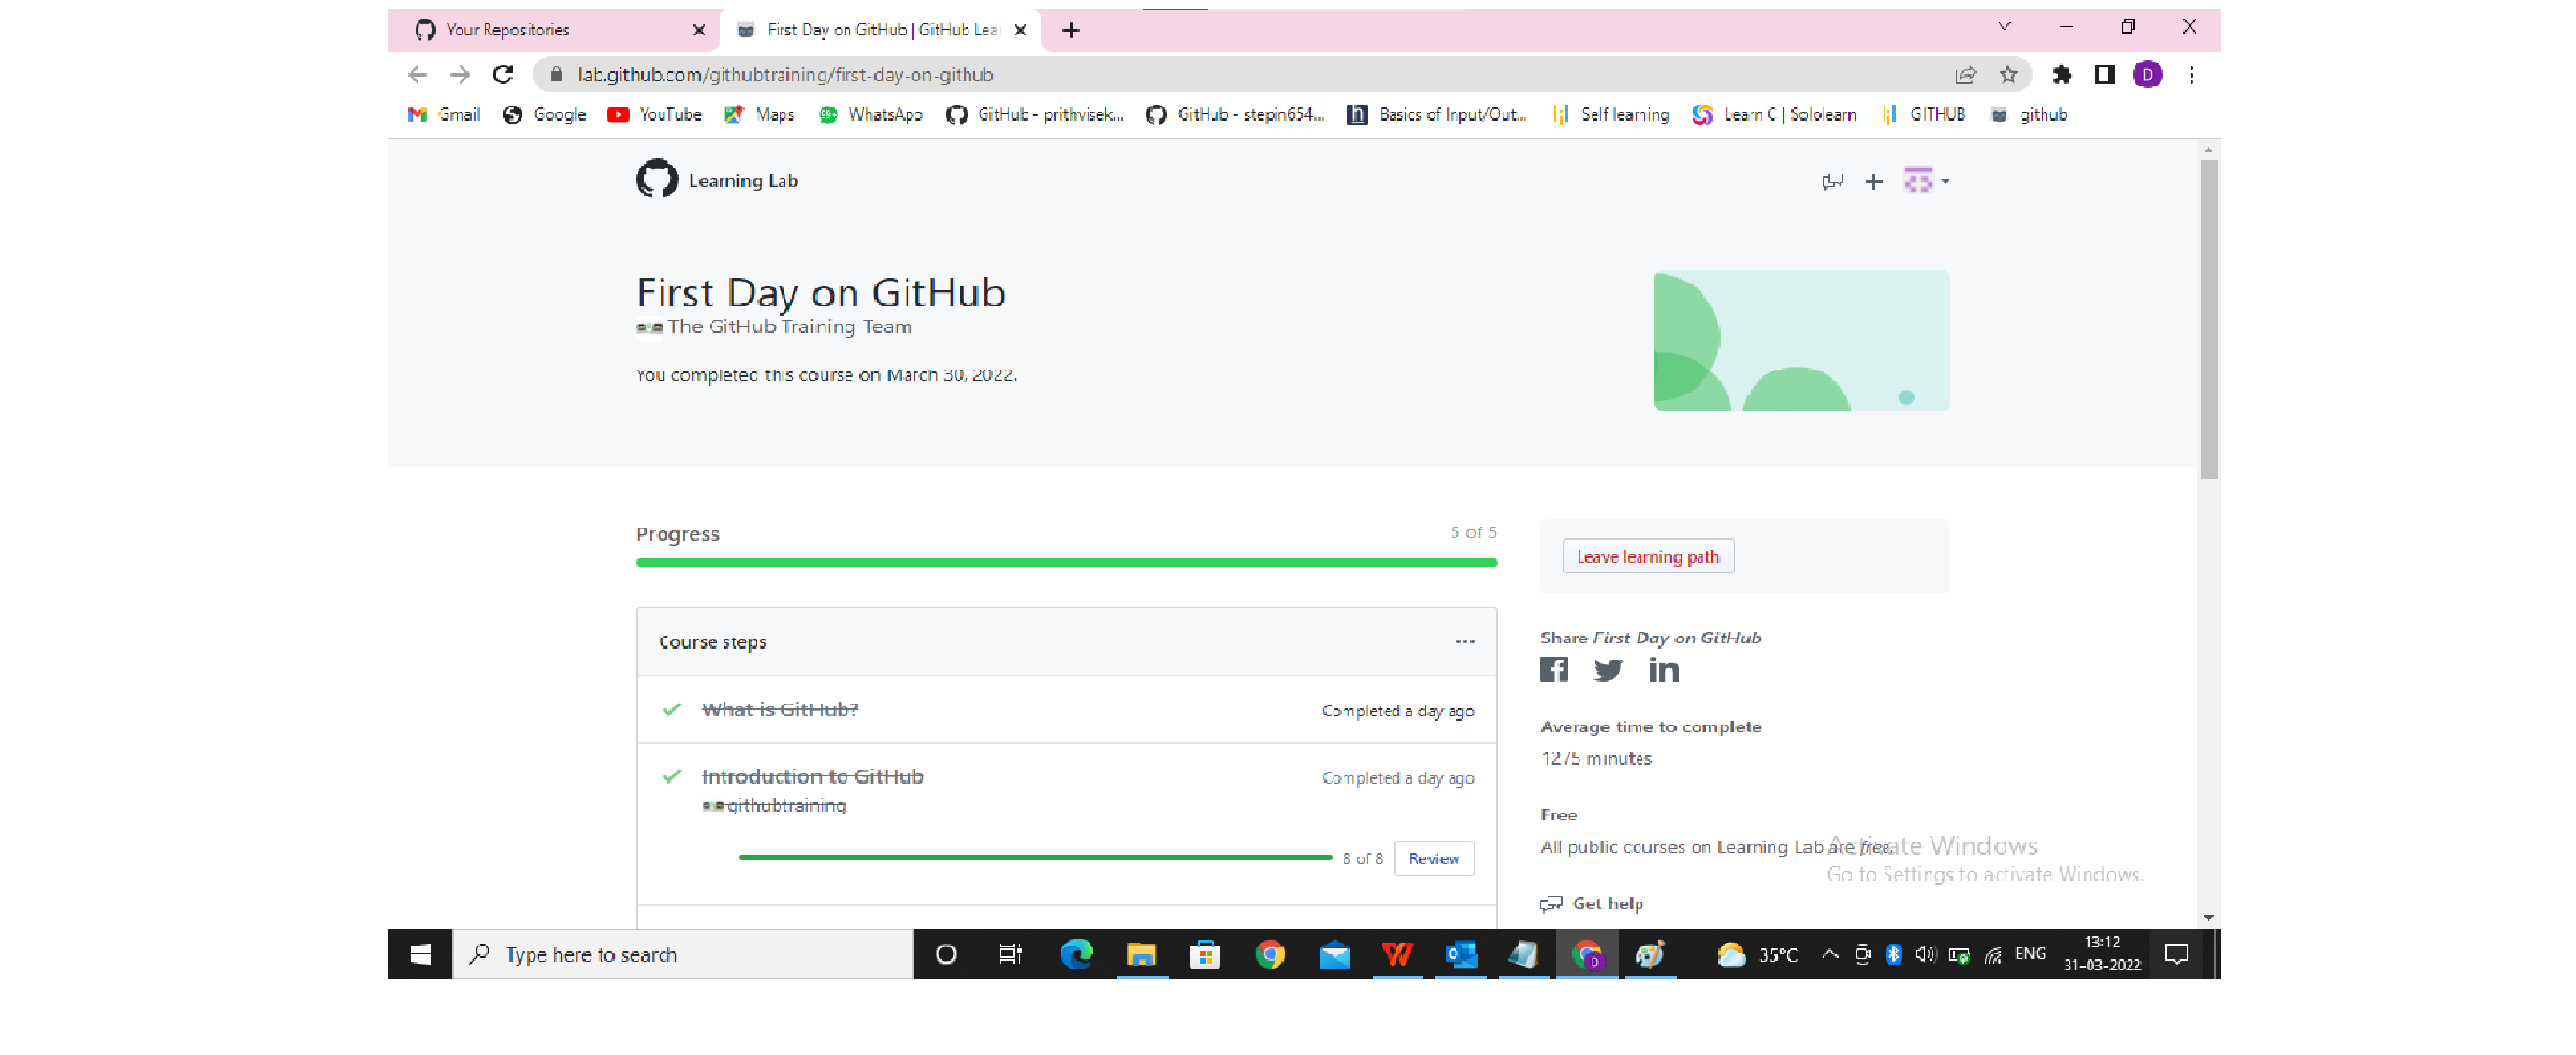 Your Repositories
First Day on GitHub | GitHub Lea
lab.github.com/githubtraining/first-day-on-github
D
Gmail Google YouTube Maps 99+ WhatsApp GitHub - prithvisek... GitHub - stepin654... Basics of Input/Out... Self learning Learn C | Sololearn GITHUB github
Learning Lab
First Day on GitHub
The GitHub Training Team
You completed this course on March 30, 2022.
Progress 5 of 5
Leave learning path
Course steps
Share First Day on GitHub
What is GitHub? Completed a day ago
Average time to complete
1275 minutes
Introduction to GitHub Completed a day ago
githubtraining
Free
All public courses on Learning Lab are free.
8 of 8 Review
Activate Windows
Go to Settings to activate Windows.
Get help
Type here to search
35°C ENG
13:12
31-03-2022